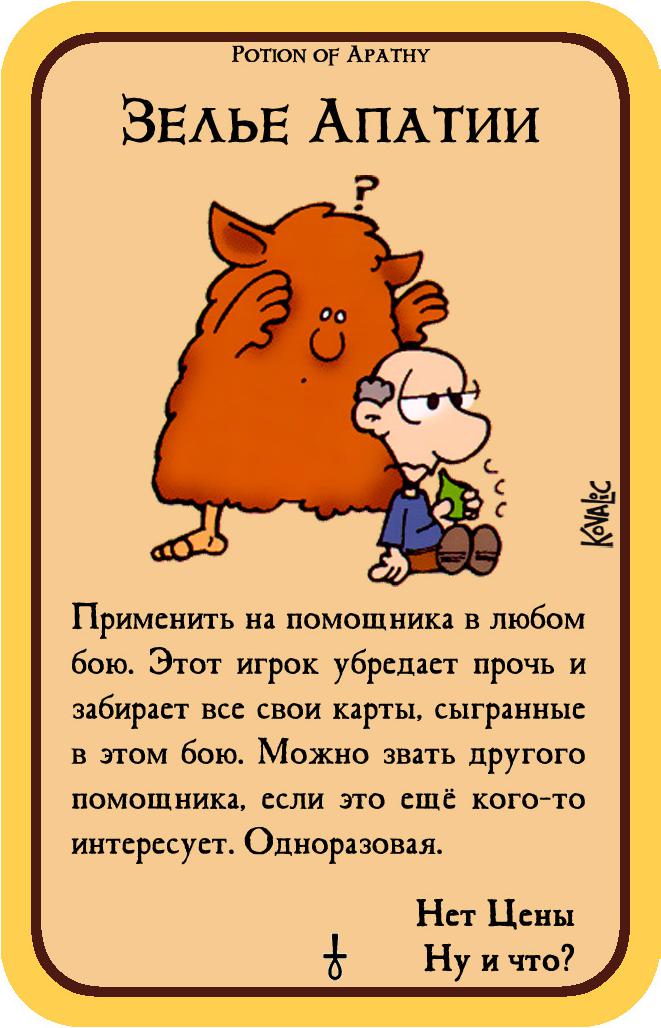 Potion of Apathy
Зелье Апатии
?
Kovalic
Применить на помощника в любом
бою. Этот игрок убредает прочь и
забирает все свои карты, сыгранные
в этом бою. Можно звать другого
помощника, если это ещё кого-то
интересует. Одноразовая.
Нет Цены
Ну и что?